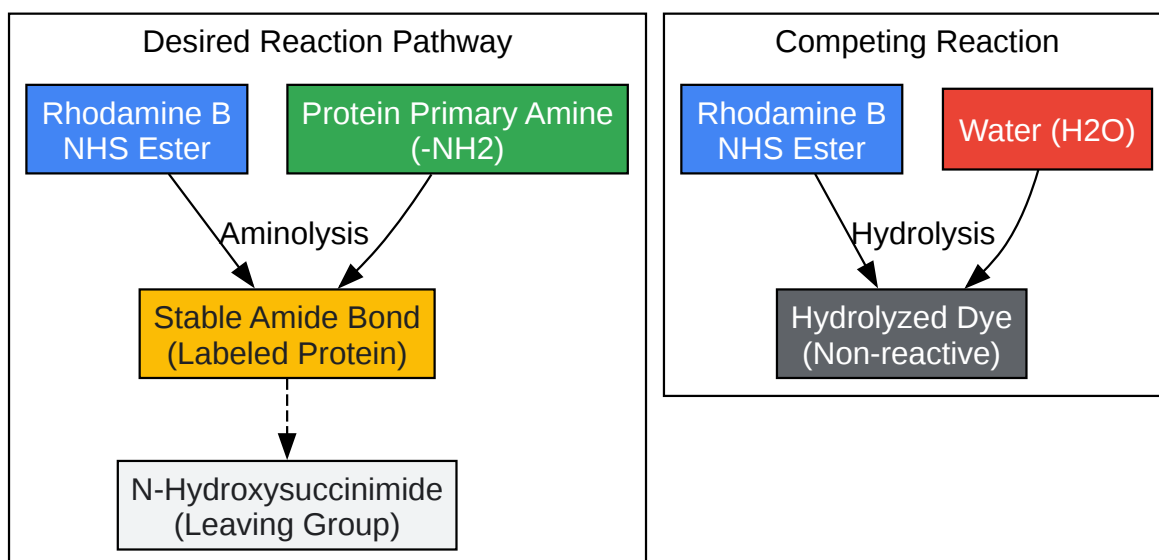 Desired Reaction Pathway
Rhodamine B
NHS Ester
Protein Primary Amine
(-NH2)
Aminolysis
Stable Amide Bond
(Labeled Protein)
N-Hydroxysuccinimide
(Leaving Group)
Competing Reaction
Rhodamine B
NHS Ester
Water (H2O)
Hydrolysis
Hydrolyzed Dye
(Non-reactive)